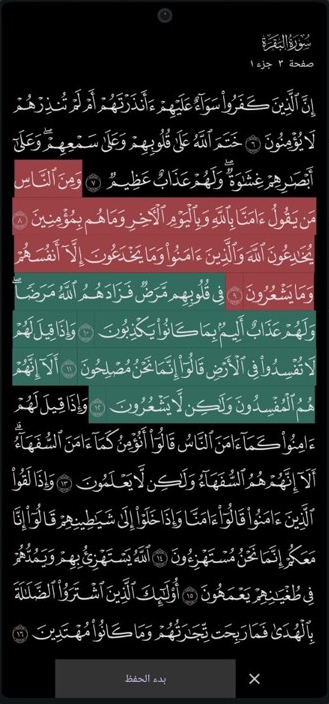 سُورَةُ البَقَرَةِ
صفحة ٣ جزء ١
إِنَّ ٱلَّذِينَ كَفَرُوا۟ سَوَآءٌ عَلَيْهِمْ ءَأَنذَرْتَهُمْ أَمْ لَمْ تُنذِرْهُمْ
لَا يُؤْمِنُونَ ٦ خَتَمَ ٱللَّهُ عَلَىٰ قُلُوبِهِمْ وَعَلَىٰ سَمْعِهِمْ ۖ وَعَلَىٰٓ
أَبْصَٰرِهِمْ غِشَٰوَةٌ ۖ وَلَهُمْ عَذَابٌ عَظِيمٌ ٧ وَمِنَ ٱلنَّاسِ
مَن يَقُولُ ءَامَنَّا بِٱللَّهِ وَبِٱلْيَوْمِ ٱلْءَاخِرِ وَمَا هُم بِمُؤْمِنِينَ ٨
يُخَٰدِعُونَ ٱللَّهَ وَٱلَّذِينَ ءَامَنُوا۟ وَمَا يَخْدَعُونَ إِلَّآ أَنفُسَهُمْ
وَمَا يَشْعُرُونَ ٩ فِى قُلُوبِهِم مَّرَضٌ فَزَادَهُمُ ٱللَّهُ مَرَضًا ۖ
وَلَهُمْ عَذَابٌ أَلِيمٌۢ بِمَا كَانُوا۟ يَكْذِبُونَ ١٠ وَإِذَا قِيلَ لَهُمْ
لَا تُفْسِدُوا۟ فِى ٱلْأَرْضِ قَالُوٓا۟ إِنَّمَا نَحْنُ مُصْلِحُونَ ١١ أَلَآ إِنَّهُمْ
هُمُ ٱلْمُفْسِدُونَ وَلَٰكِن لَّا يَشْعُرُونَ ١٢ وَإِذَا قِيلَ لَهُمْ
ءَامِنُوا۟ كَمَآ ءَامَنَ ٱلنَّاسُ قَالُوٓا۟ أَنُؤْمِنُ كَمَآ ءَامَنَ ٱلسُّفَهَآءُ ۗ
أَلَآ إِنَّهُمْ هُمُ ٱلسُّفَهَآءُ وَلَٰكِن لَّا يَعْلَمُونَ ١٣ وَإِذَا لَقُوا۟
ٱلَّذِينَ ءَامَنُوا۟ قَالُوٓا۟ ءَامَنَّا وَإِذَا خَلَوْا۟ إِلَىٰ شَيَٰطِينِهِمْ قَالُوٓا۟ إِنَّا
مَعَكُمْ إِنَّمَا نَحْنُ مُسْتَهْزِءُونَ ١٤ ٱللَّهُ يَسْتَهْزِئُ بِهِمْ وَيَمُدُّهُمْ
فِى طُغْيَٰنِهِمْ يَعْمَهُونَ ١٥ أُو۟لَٰٓئِكَ ٱلَّذِينَ ٱشْتَرَوُا۟ ٱلضَّلَٰلَةَ
بِٱلْهُدَىٰ فَمَا رَبِحَت تِّجَٰرَتُهُمْ وَمَا كَانُوا۟ مُهْتَدِينَ ١٦
بدء الحفظ